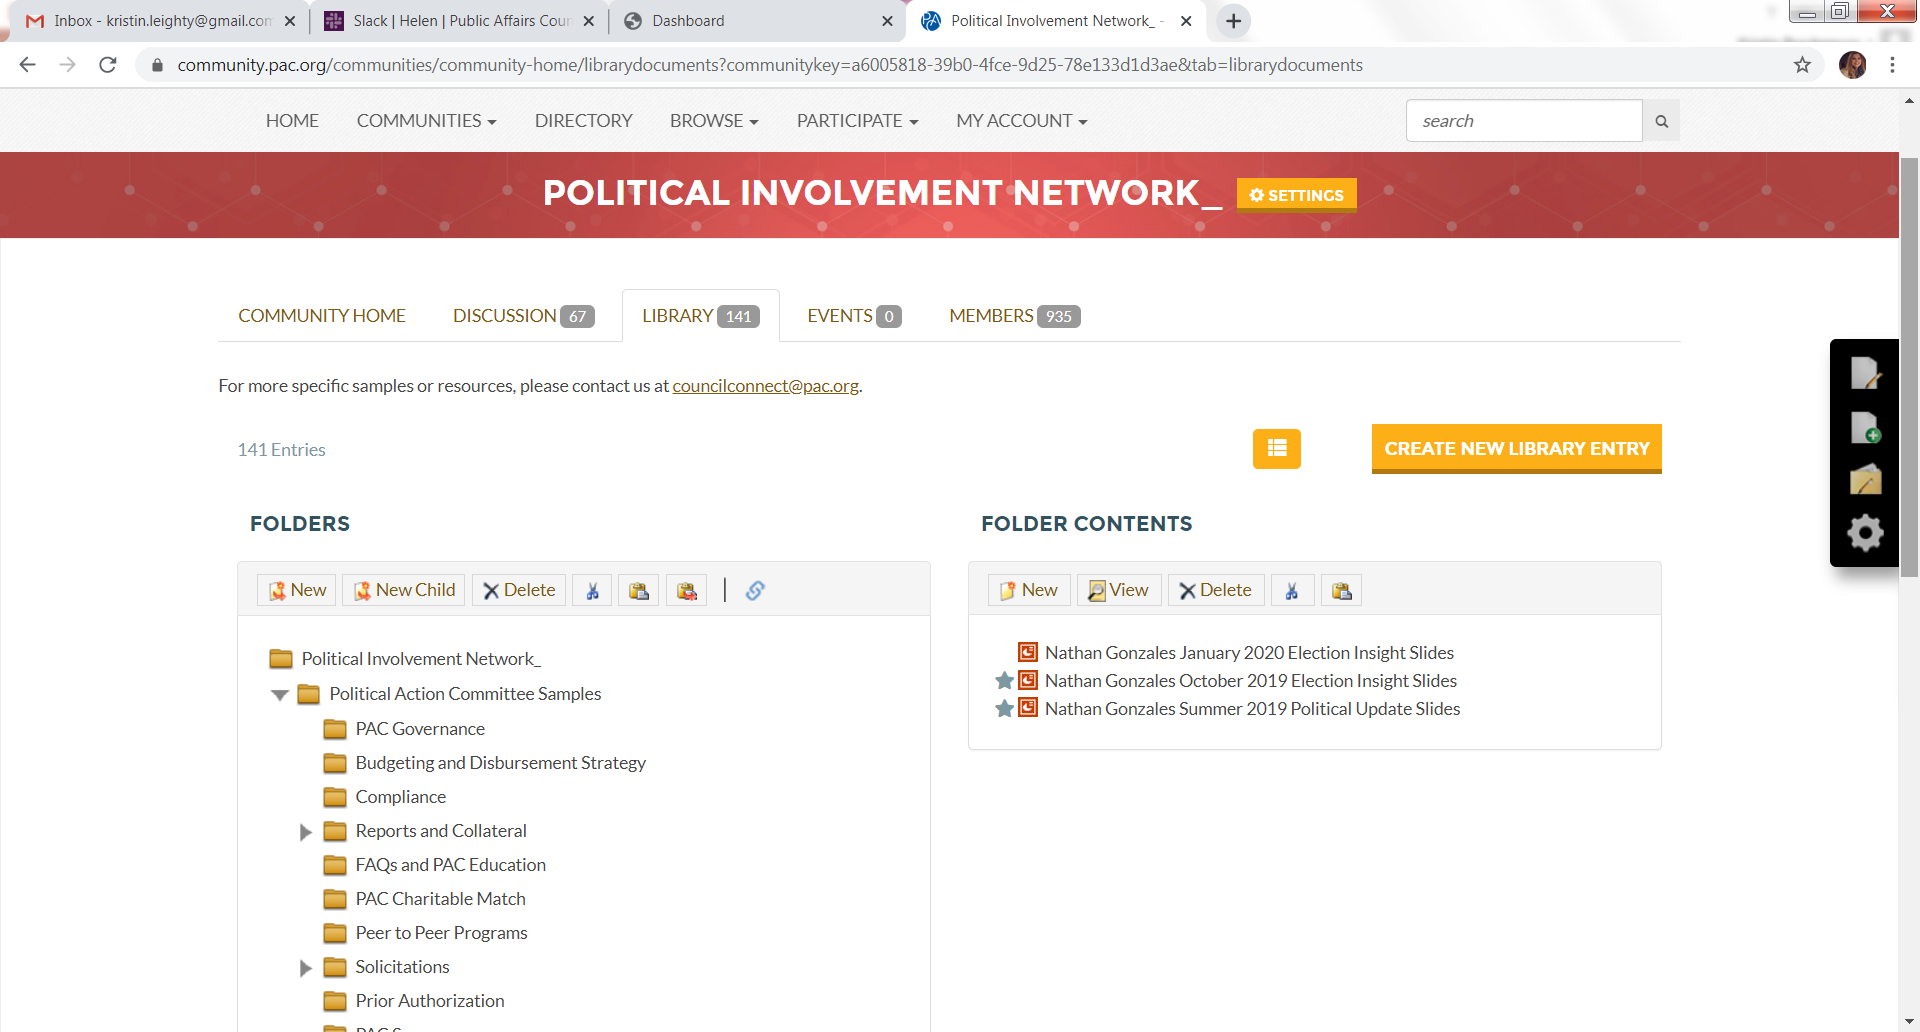 Inbox - kristin.leighty@gmail.com
Slack | Helen | Public Affairs Coun
Dashboard
Political Involvement Network_ -
community.pac.org/communities/community-home/librarydocuments?communitykey=a6005818-39b0-4fce-9d25-78e133d1d3ae&tab=librarydocuments
HOME COMMUNITIES DIRECTORY BROWSE PARTICIPATE MY ACCOUNT search
POLITICAL INVOLVEMENT NETWORK_ SETTINGS
COMMUNITY HOME DISCUSSION 67 LIBRARY 141 EVENTS 0 MEMBERS 935
For more specific samples or resources, please contact us at councilconnect@pac.org.
141 Entries
CREATE NEW LIBRARY ENTRY
FOLDERS
New New Child Delete
Political Involvement Network_
Political Action Committee Samples
PAC Governance
Budgeting and Disbursement Strategy
Compliance
Reports and Collateral
FAQs and PAC Education
PAC Charitable Match
Peer to Peer Programs
Solicitations
Prior Authorization
FOLDER CONTENTS
New View Delete
Nathan Gonzales January 2020 Election Insight Slides
Nathan Gonzales October 2019 Election Insight Slides
Nathan Gonzales Summer 2019 Political Update Slides